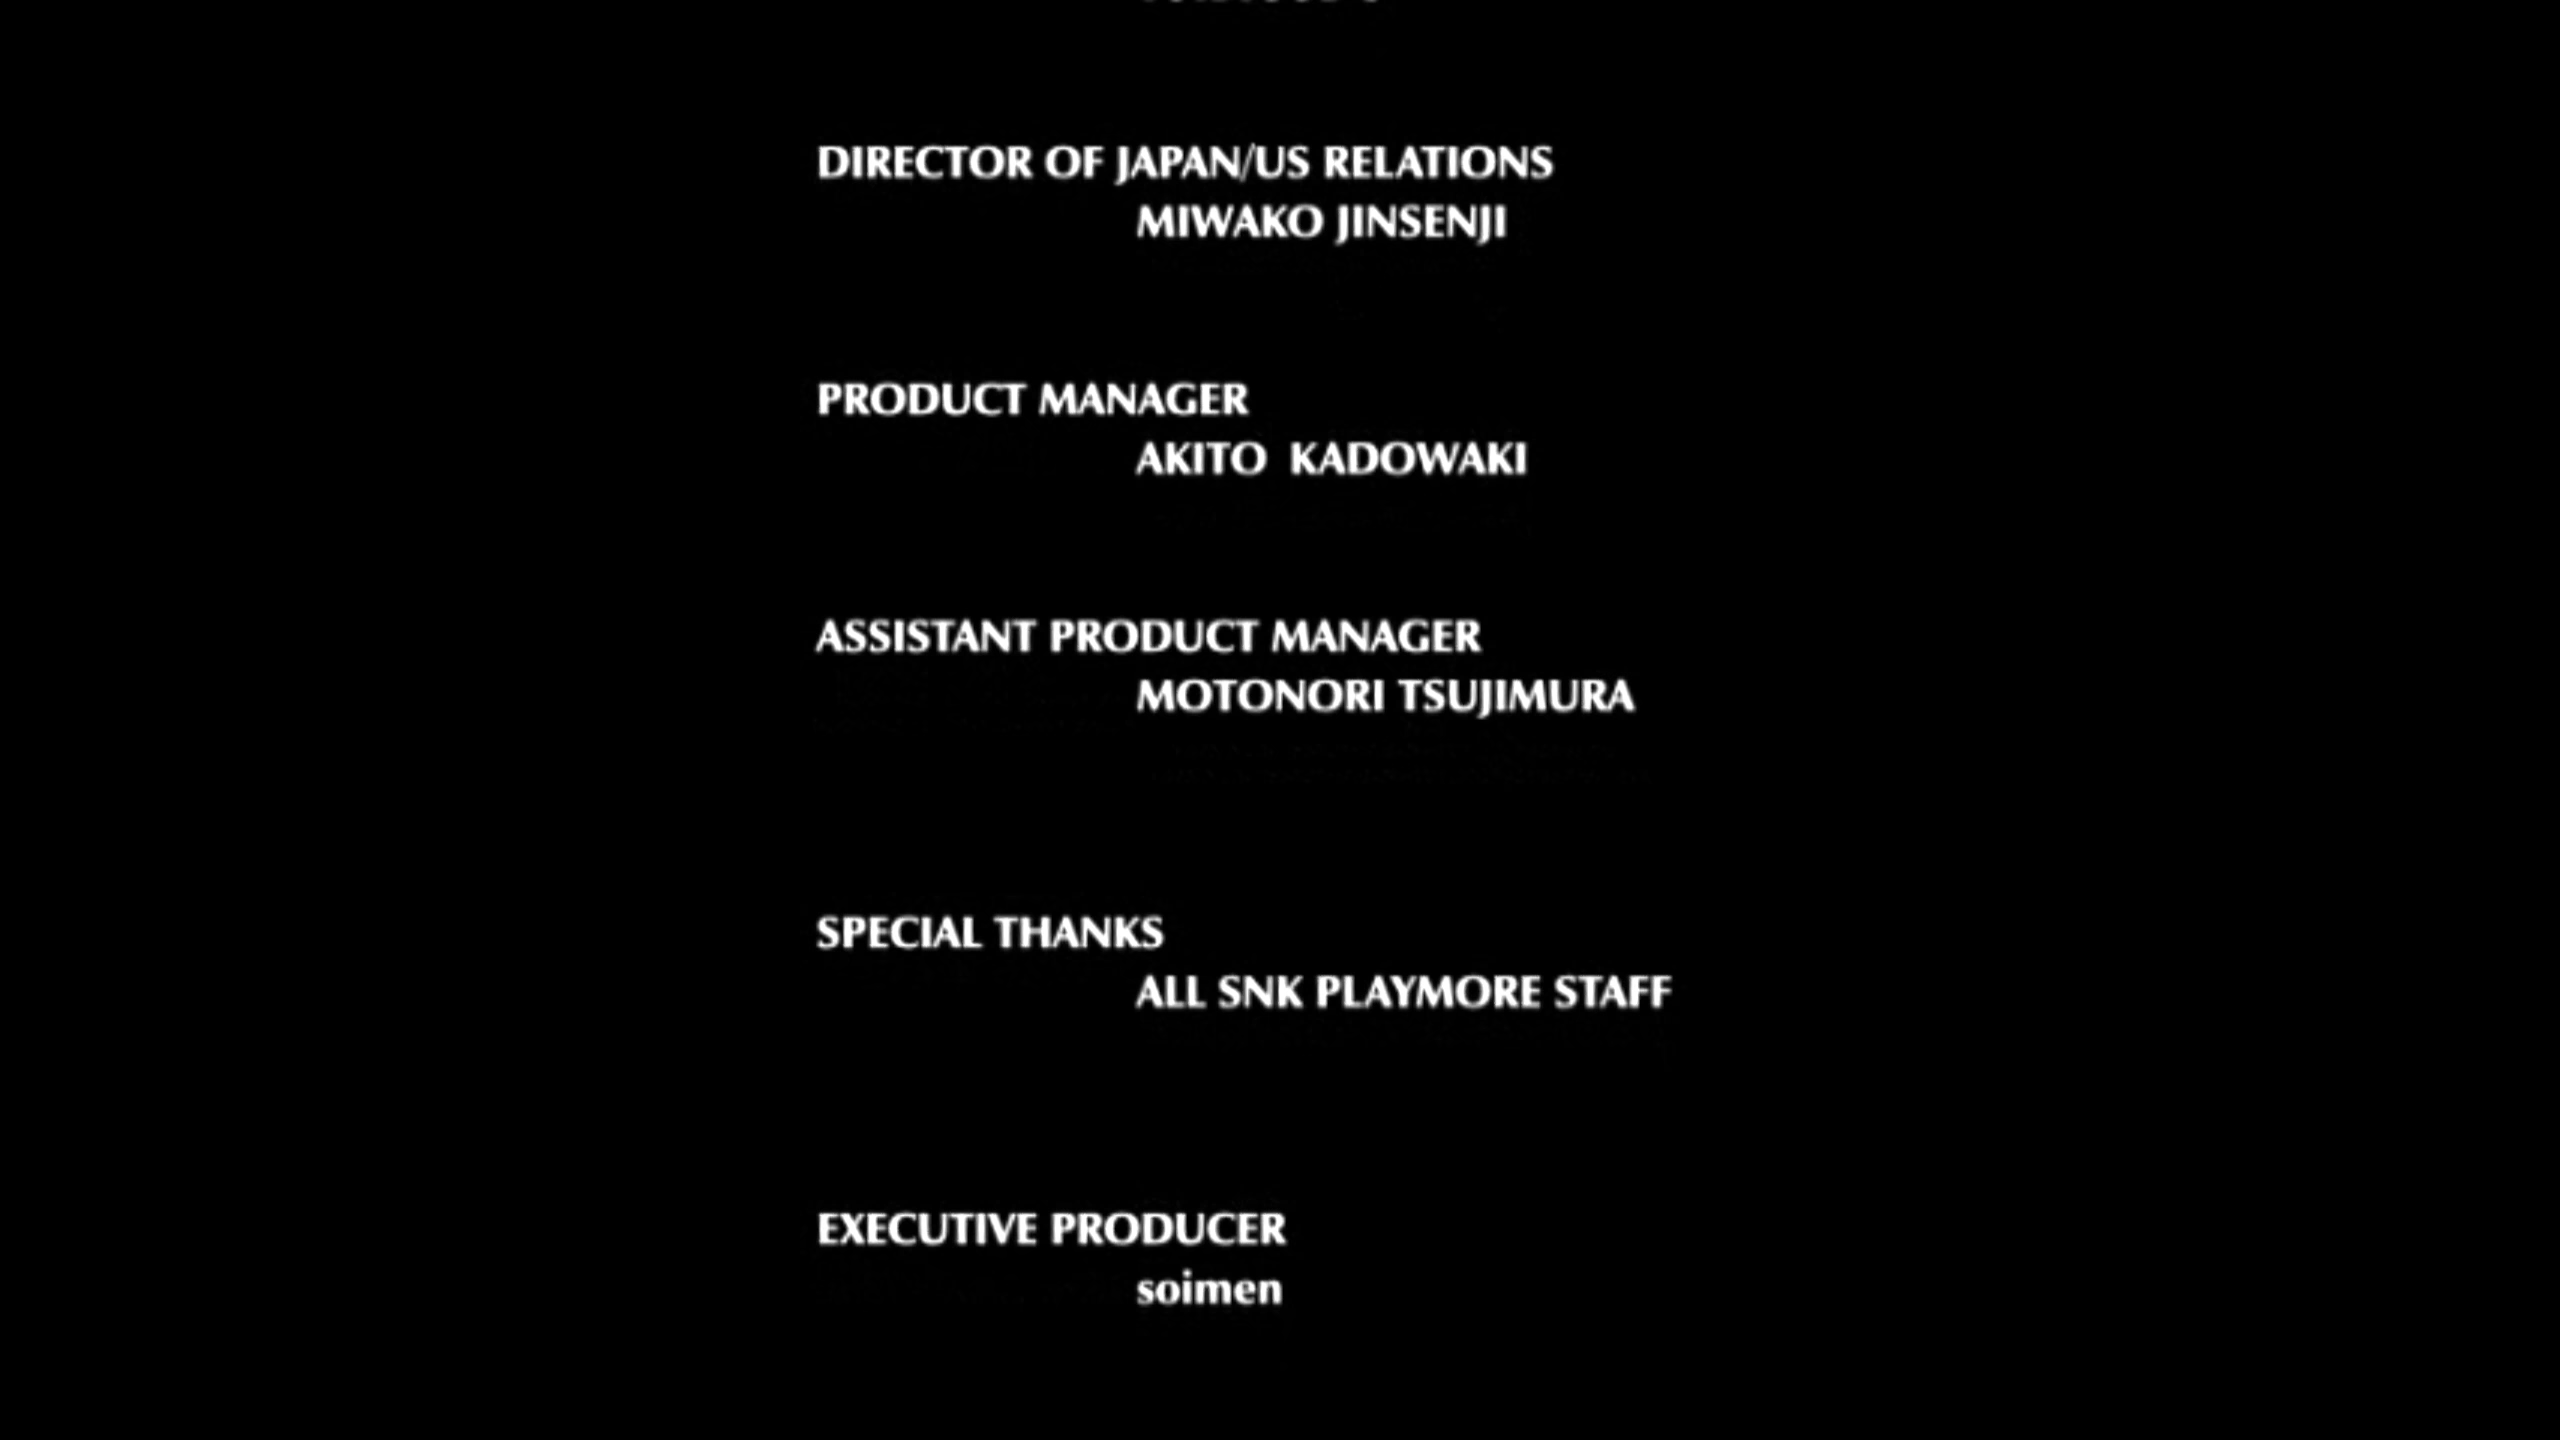 DIRECTOR OF JAPAN/US RELATIONS
MIWAKO JINSENJI
PRODUCT MANAGER
AKITO  KADOWAKI
ASSISTANT PRODUCT MANAGER
MOTONORI TSUJIMURA
SPECIAL THANKS
ALL SNK PLAYMORE STAFF
EXECUTIVE PRODUCER
soimen